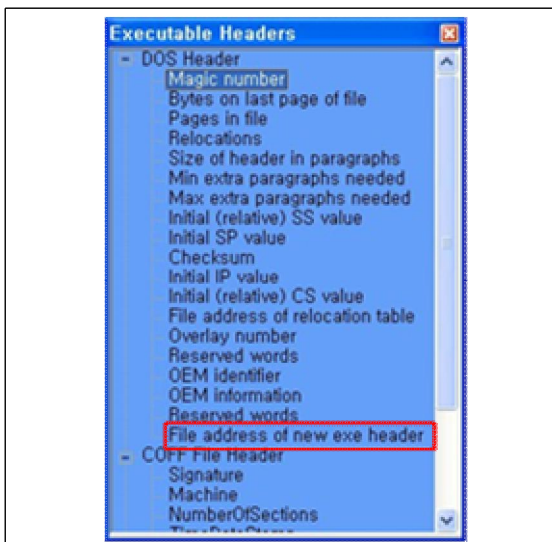 Executable Headers
DOS Header
Magic number
Bytes on last page of file
Pages in file
Relocations
Size of header in paragraphs
Min extra paragraphs needed
Max extra paragraphs needed
Initial (relative) SS value
Initial SP value
Checksum
Initial IP value
Initial (relative) CS value
File address of relocation table
Overlay number
Reserved words
OEM identifier
OEM information
Reserved words
File address of new exe header
COFF File Header
Signature
Machine
NumberOfSections
TimeDateStamp